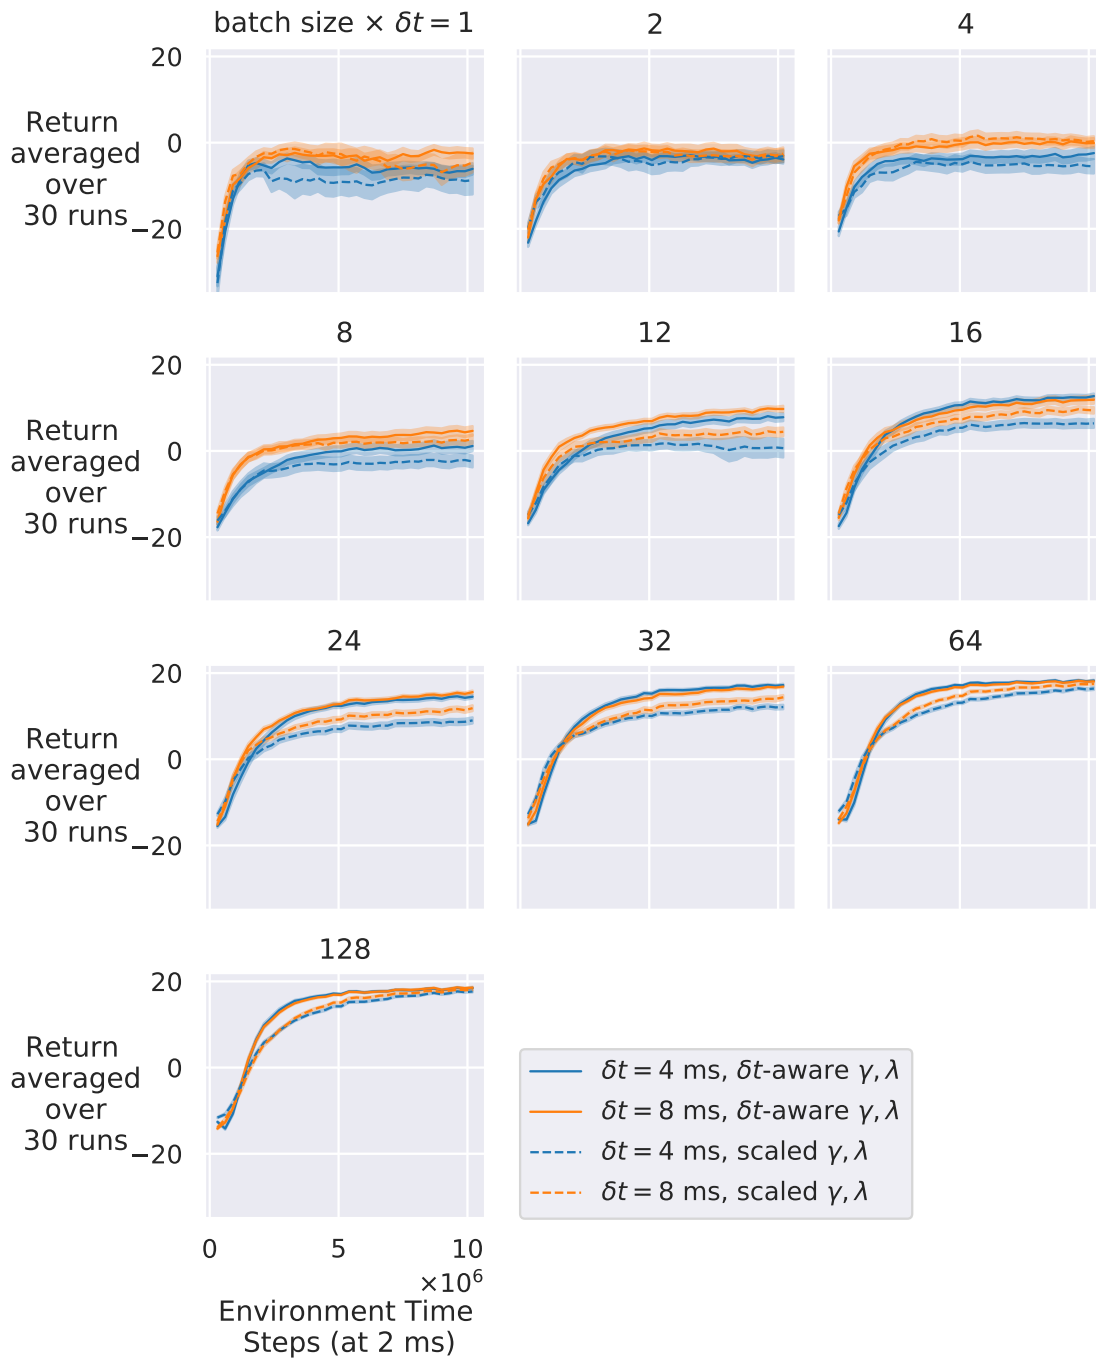 batch size × δt = 1
2
4
20
0
−20
Return
averaged
over
30 runs
8
12
16
20
0
−20
Return
averaged
over
30 runs
24
32
64
20
0
−20
Return
averaged
over
30 runs
128
20
0
−20
Return
averaged
over
30 runs
0 5 10
×10⁶
Environment Time
Steps (at 2 ms)
δt = 4 ms, δt-aware γ, λ
δt = 8 ms, δt-aware γ, λ
δt = 4 ms, scaled γ, λ
δt = 8 ms, scaled γ, λ